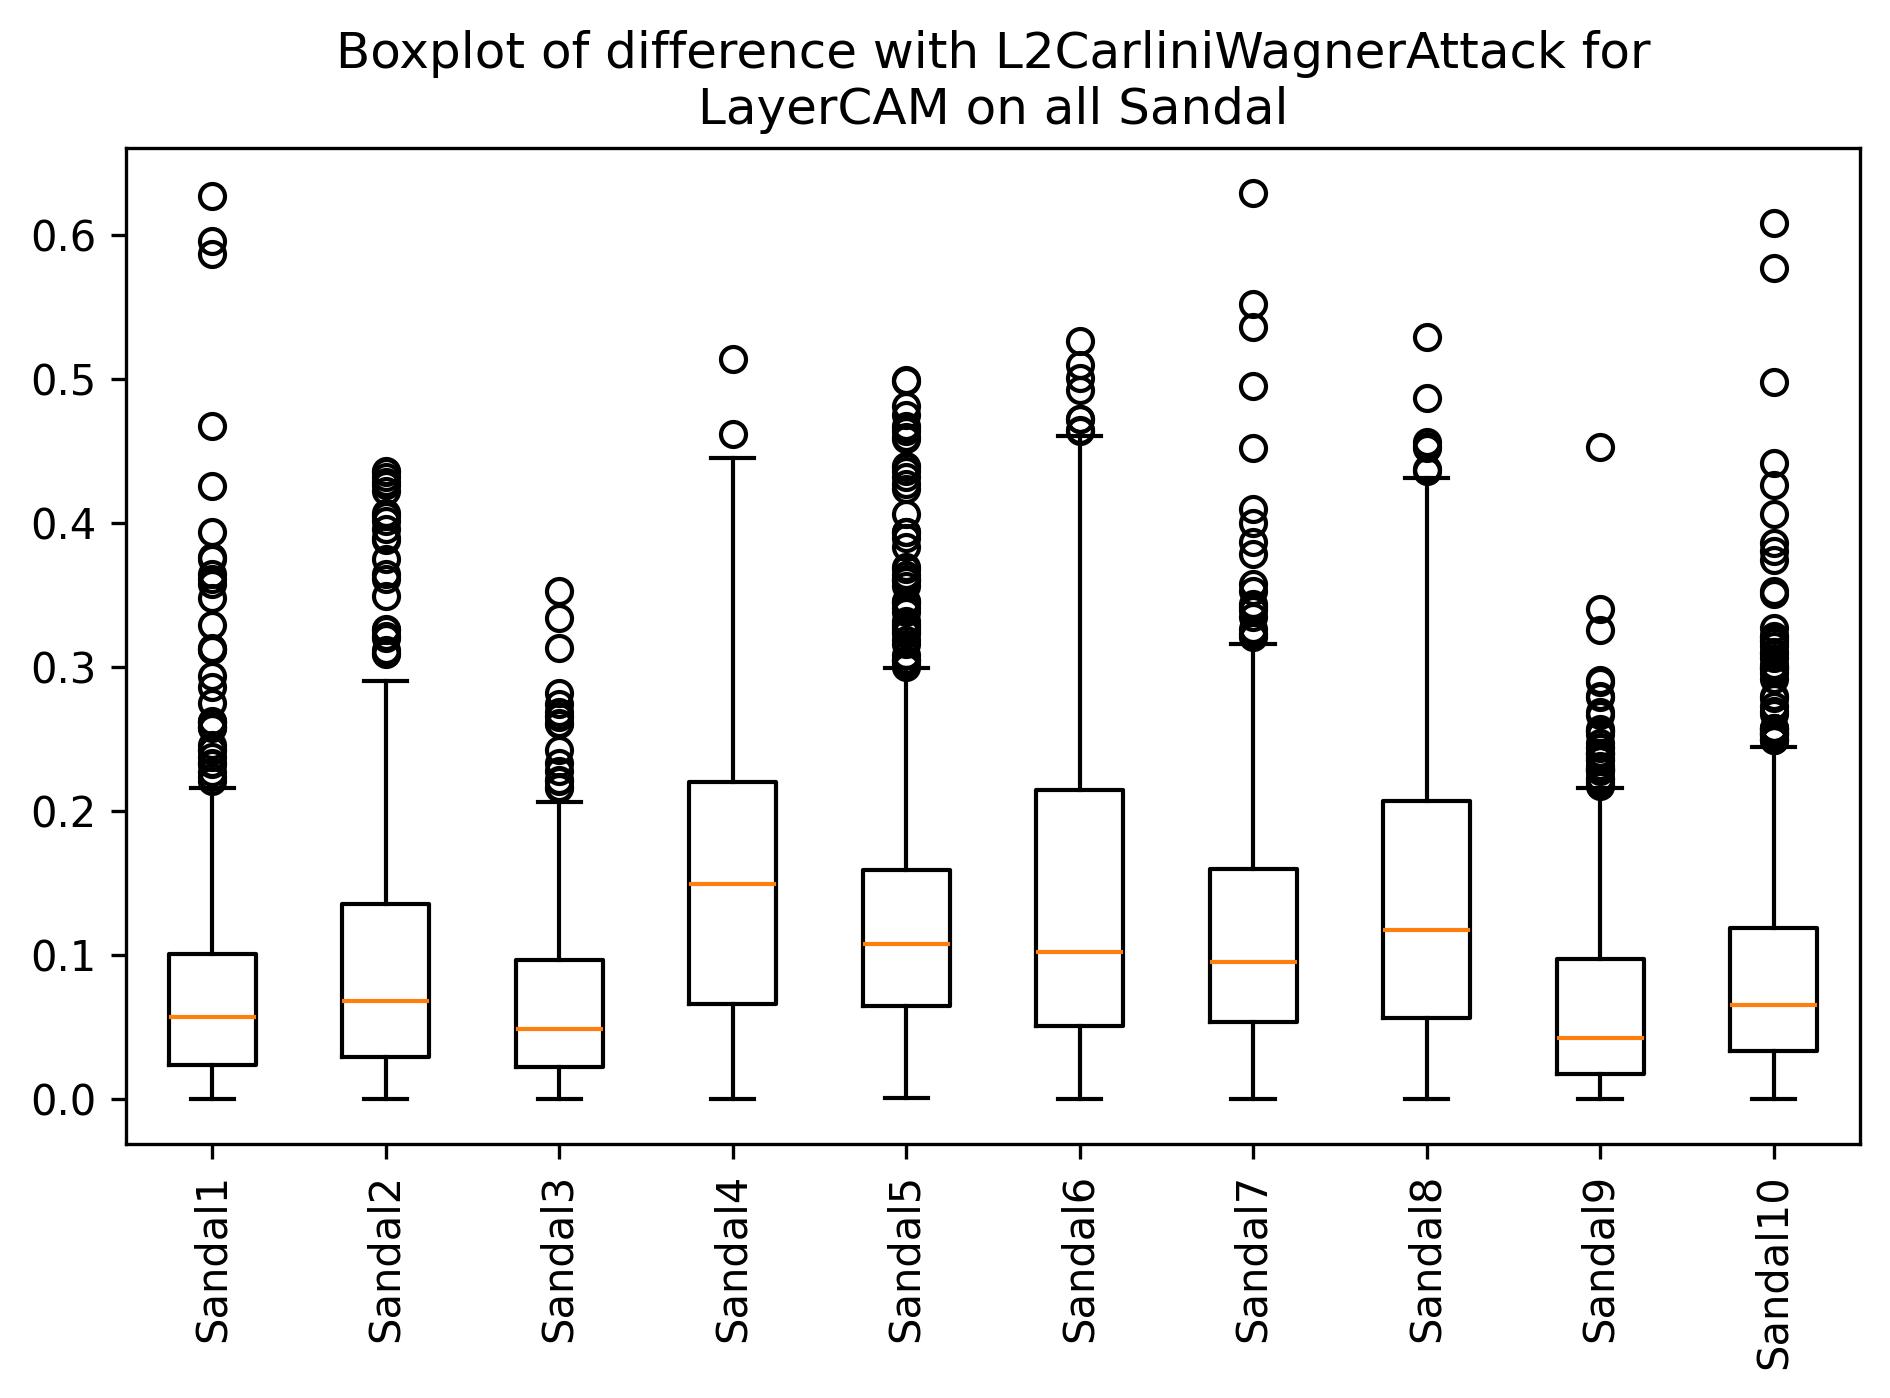 Boxplot of difference with L2CarliniWagnerAttack for
LayerCAM on all Sandal
0.6
0.5
0.4
0.3
0.2
0.1
0.0
Sandal1
Sandal2
Sandal3
Sandal4
Sandal5
Sandal6
Sandal7
Sandal8
Sandal9
Sandal10